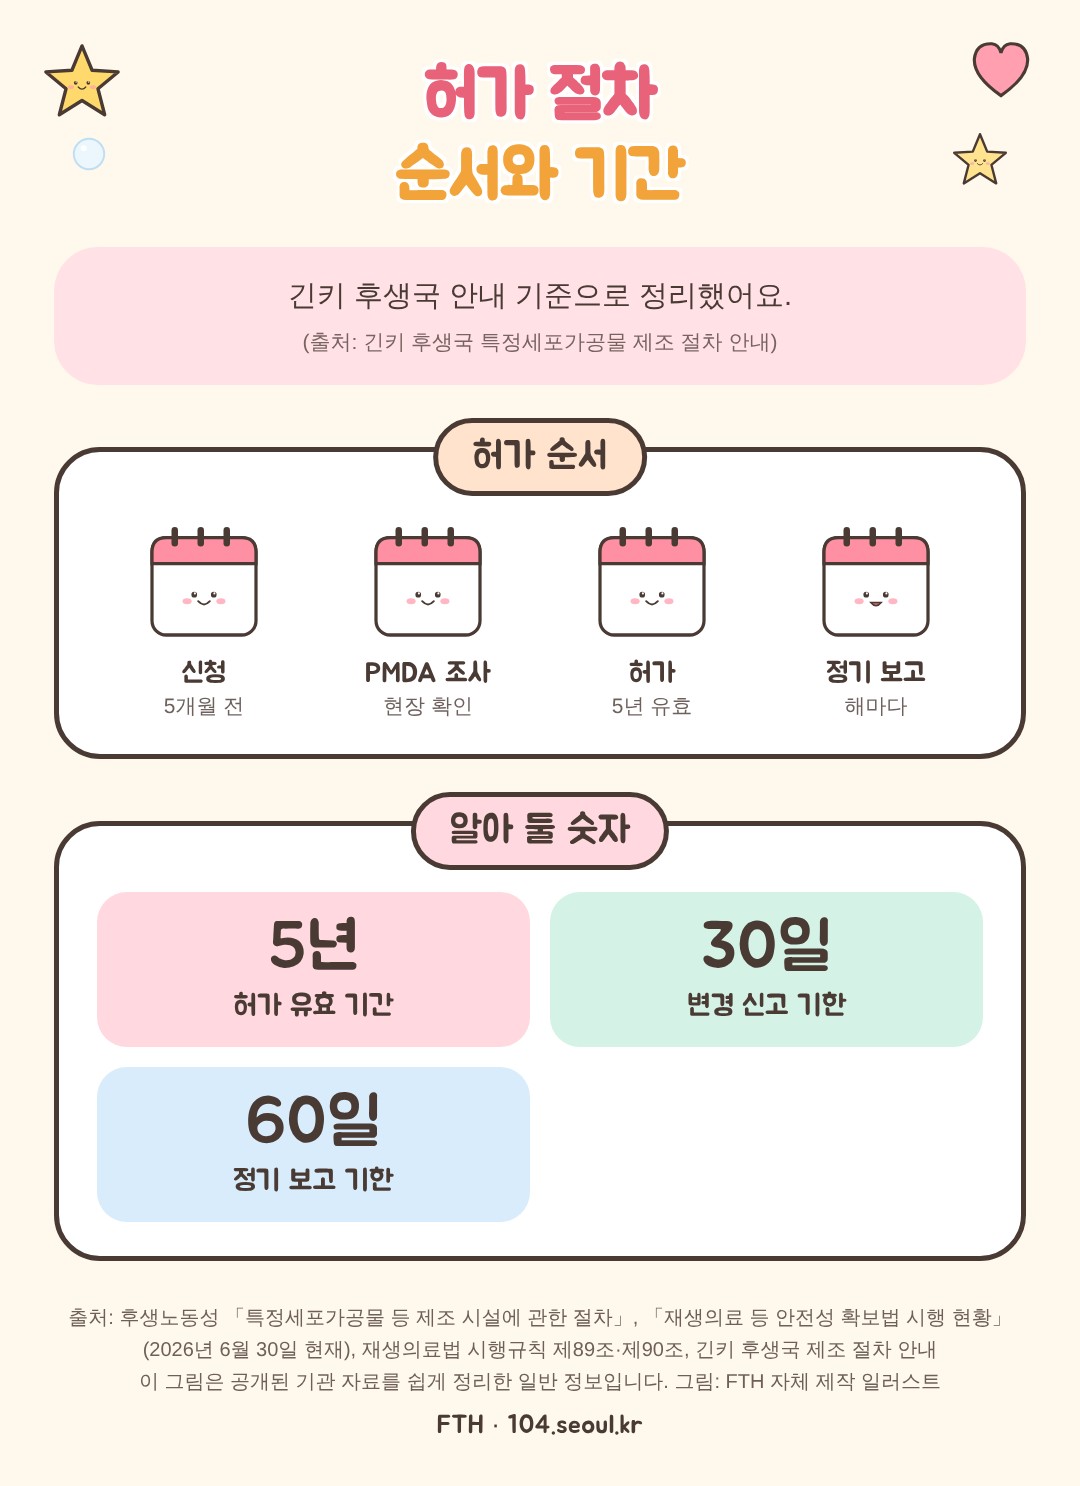 허가 절차
순서와 기간
긴키 후생국 안내 기준으로 정리했어요.
(출처: 긴키 후생국 특정세포가공물 제조 절차 안내)
허가 순서
신청
5개월 전
PMDA 조사
현장 확인
허가
5년 유효
정기 보고
해마다
알아 둘 숫자
5년
허가 유효 기간
30일
변경 신고 기한
60일
정기 보고 기한
출처: 후생노동성 「특정세포가공물 등 제조 시설에 관한 절차」, 「재생의료 등 안전성 확보법 시행 현황」
(2026년 6월 30일 현재), 재생의료법 시행규칙 제89조·제90조, 긴키 후생국 제조 절차 안내
이 그림은 공개된 기관 자료를 쉽게 정리한 일반 정보입니다. 그림: FTH 자체 제작 일러스트
FTH · 104.seoul.kr